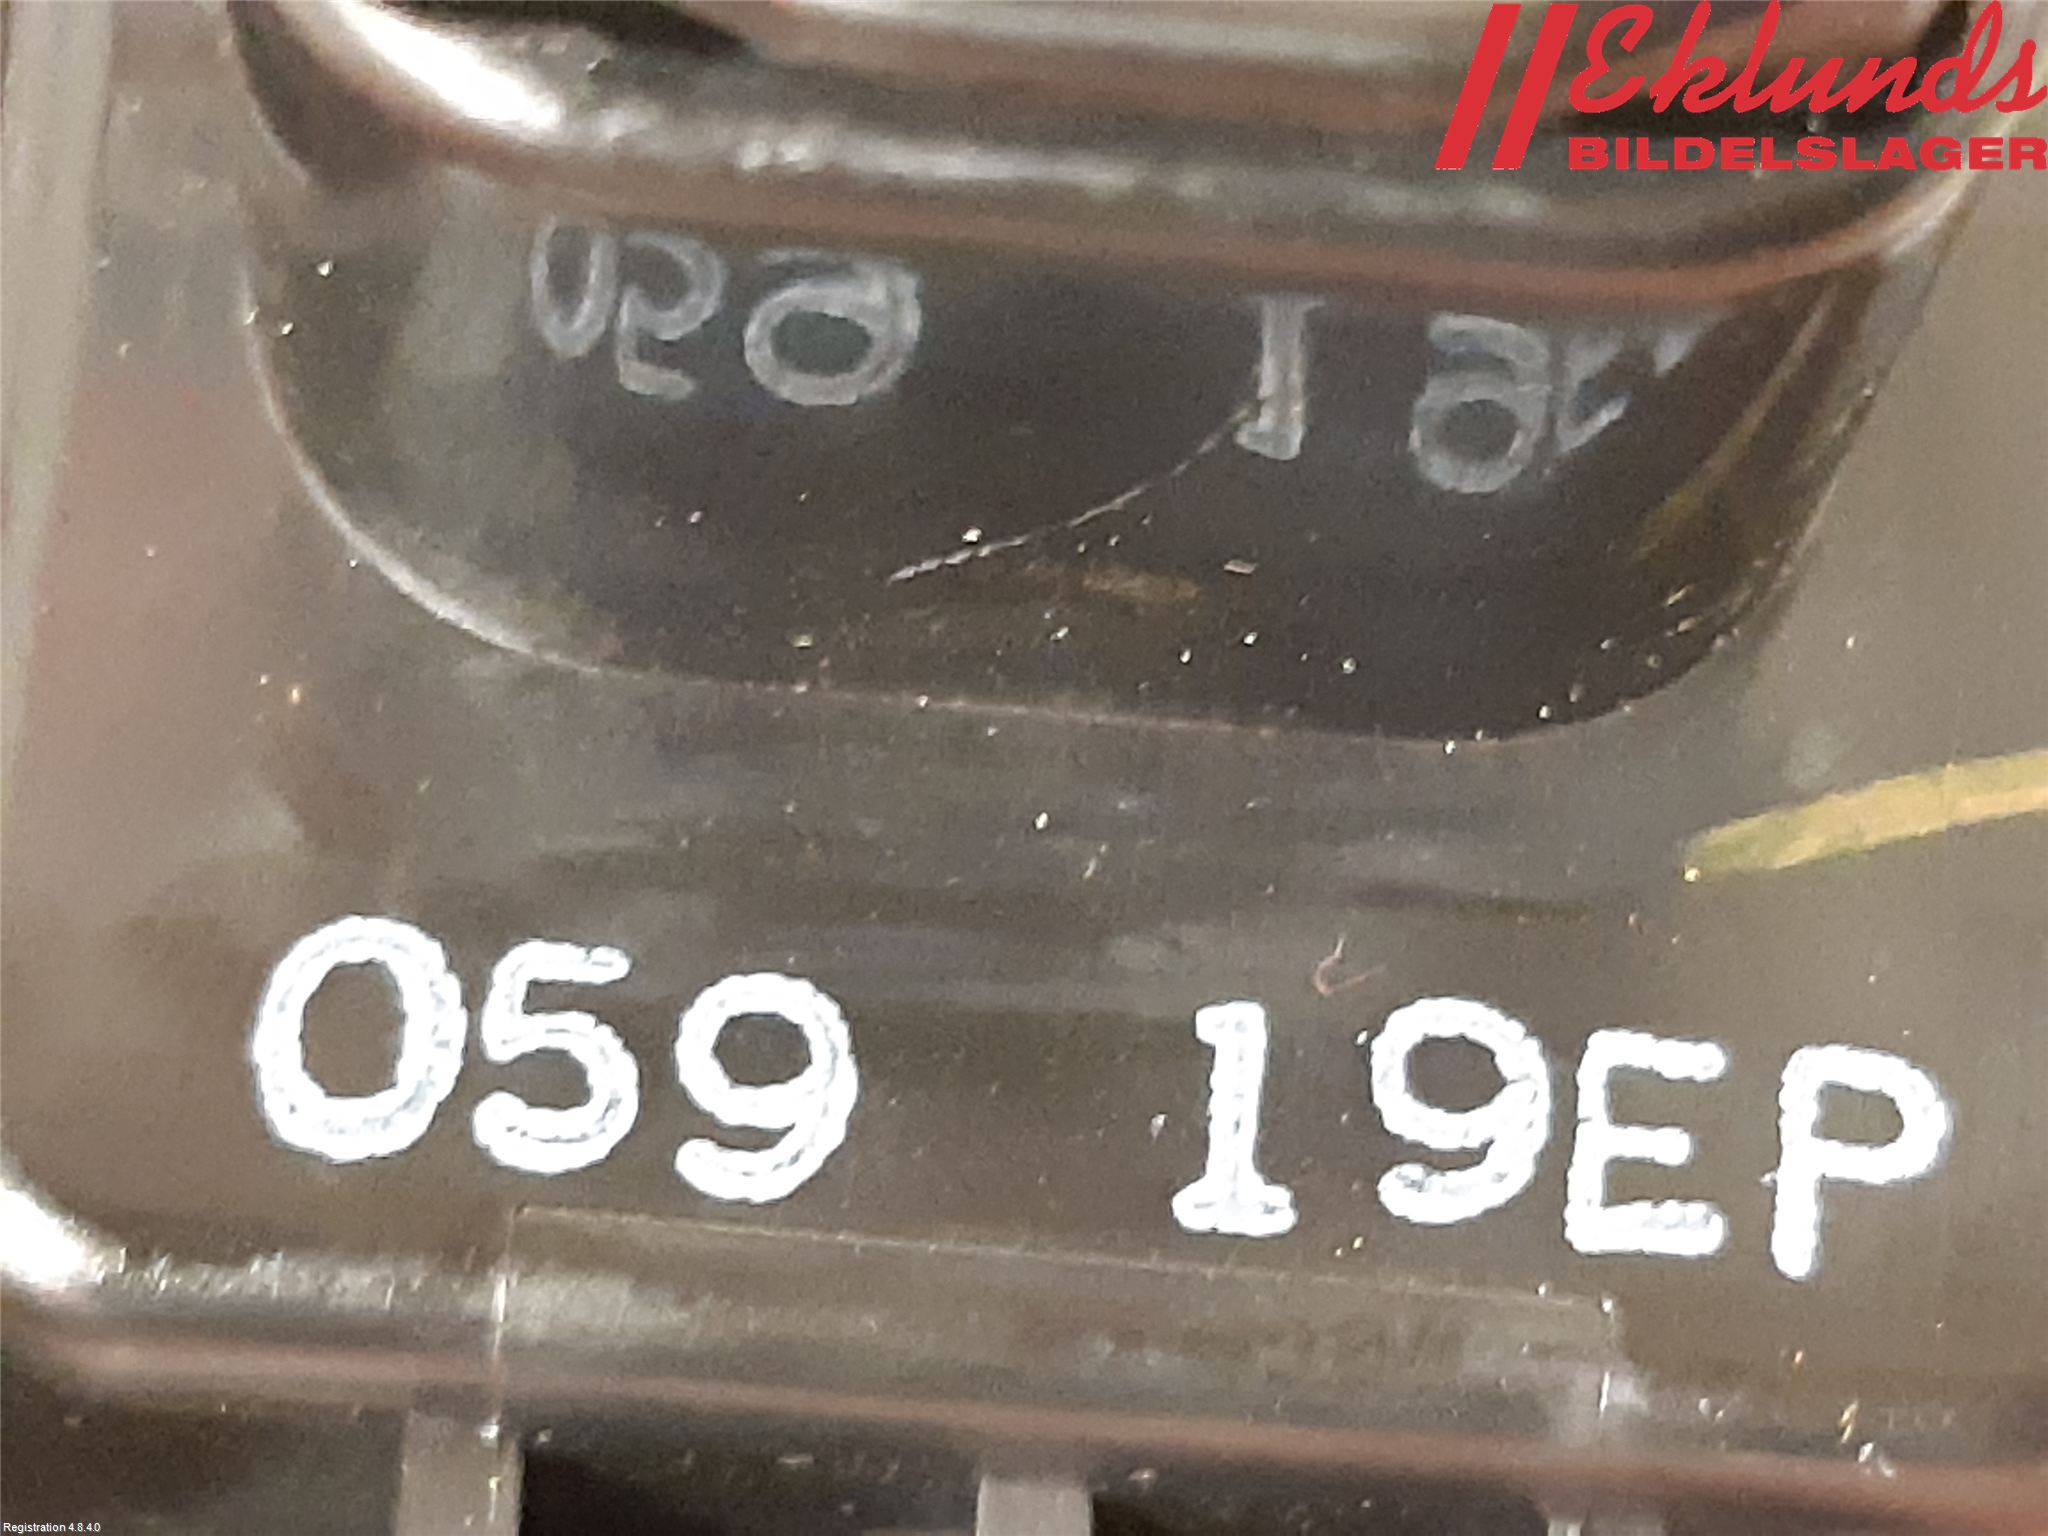 Eklunds
BILDELSLAGER
059 19EP
Registration 4.8.4.0